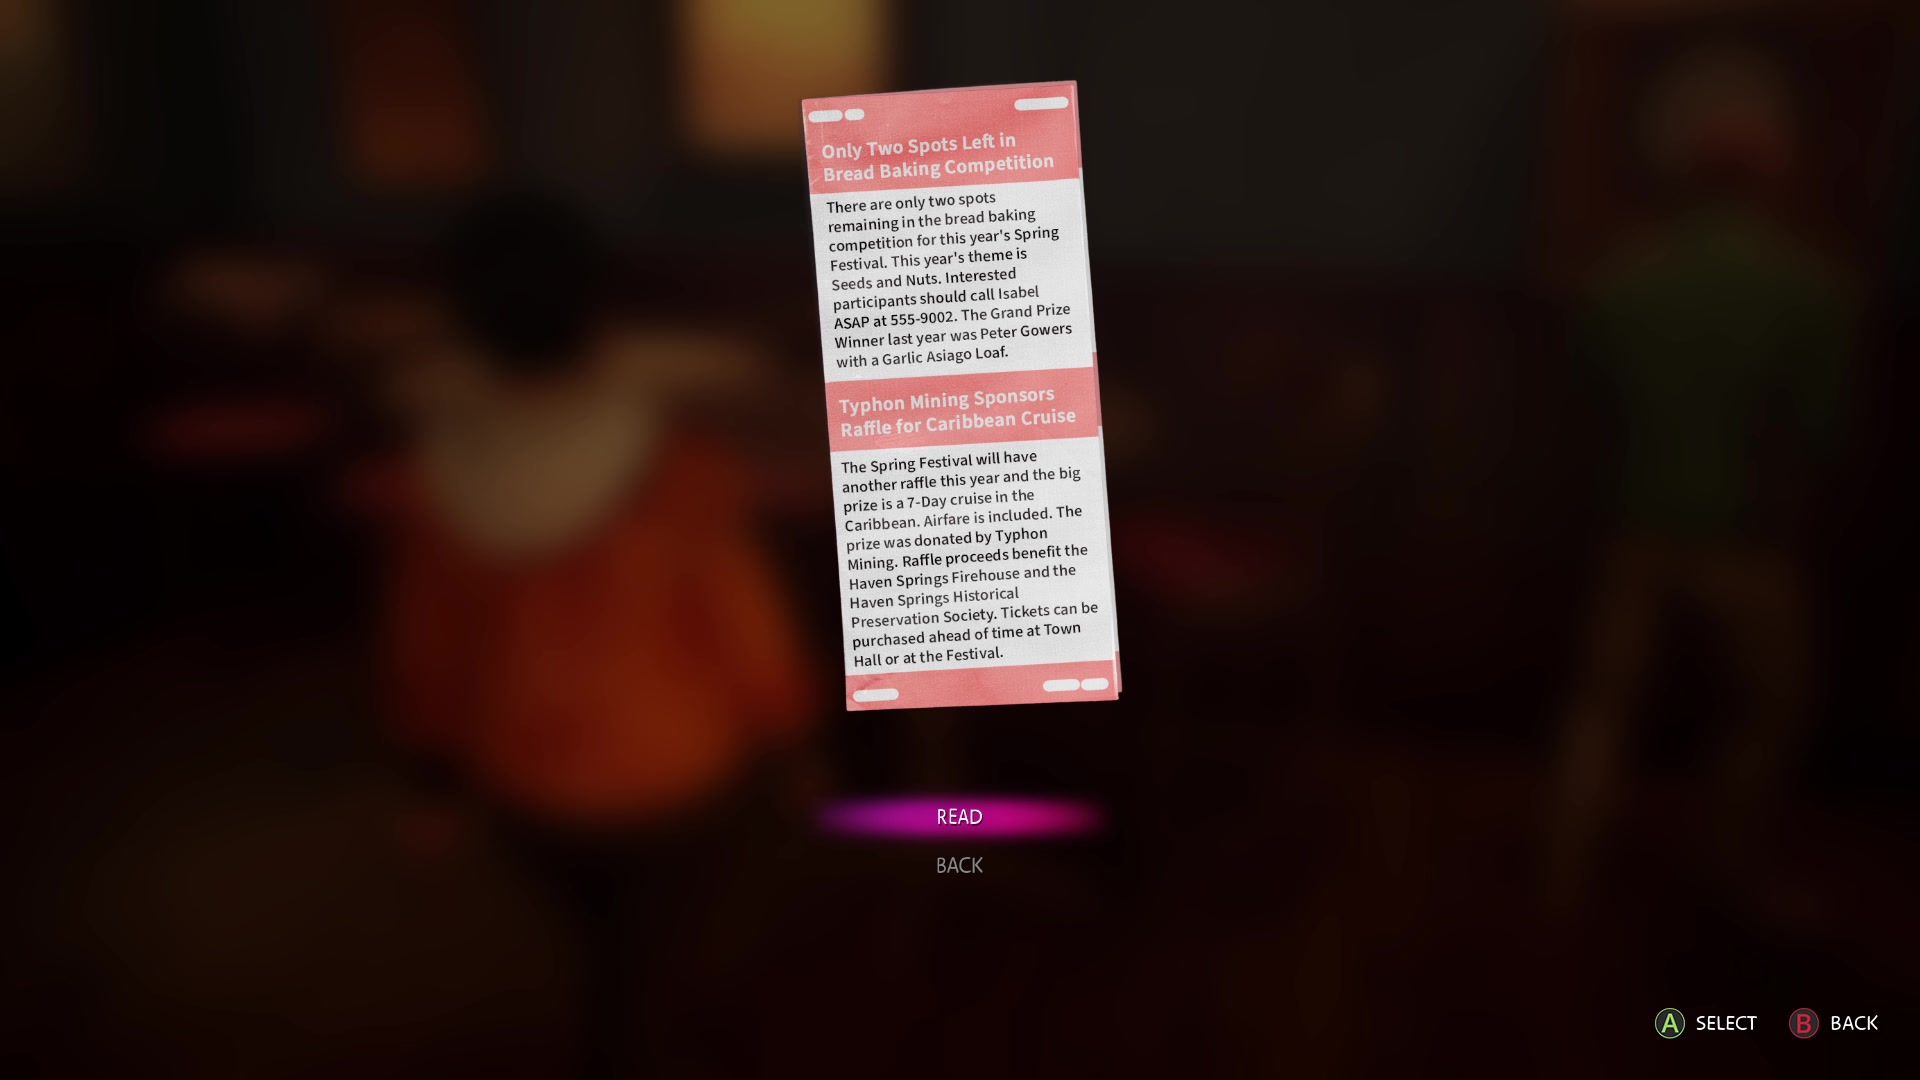 Only Two Spots Left in
Bread Baking Competition
There are only two spots
remaining in the bread baking
competition for this year's Spring
Festival. This year's theme is
Seeds and Nuts. Interested
participants should call Isabel
ASAP at 555-9002. The Grand Prize
Winner last year was Peter Gowers
with a Garlic Asiago Loaf.
Typhon Mining Sponsors
Raffle for Caribbean Cruise
The Spring Festival will have
another raffle this year and the big
prize is a 7-Day cruise in the
Caribbean. Airfare is included. The
prize was donated by Typhon
Mining. Raffle proceeds benefit the
Haven Springs Firehouse and the
Haven Springs Historical
Preservation Society. Tickets can be
purchased ahead of time at Town
Hall or at the Festival.
READ
BACK
A SELECT B BACK